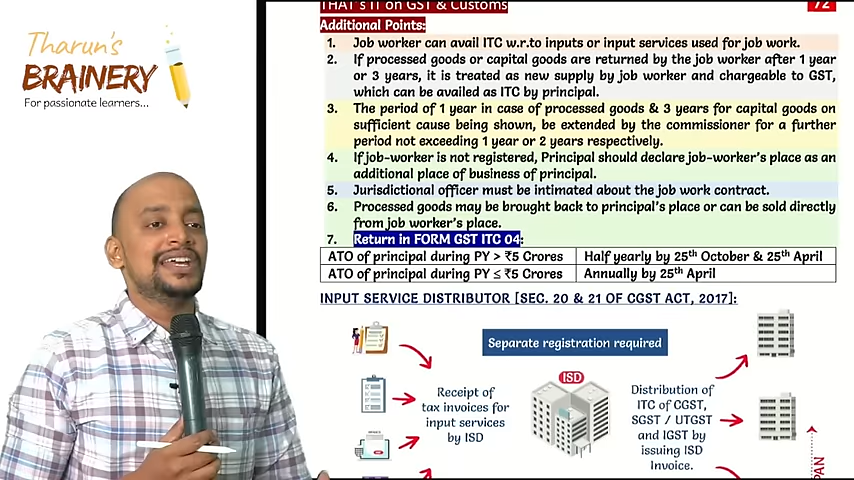 THAT's IT on GST & Customs
72
Tharun's
BRAINERY
For passionate learners...
Additional Points:
1. Job worker can avail ITC w.r.to inputs or input services used for job work.
2. If processed goods or capital goods are returned by the job worker after 1 year
or 3 years, it is treated as new supply by job worker and chargeable to GST,
which can be availed as ITC by principal.
3. The period of 1 year in case of processed goods & 3 years for capital goods on
sufficient cause being shown, be extended by the commissioner for a further
period not exceeding 1 year or 2 years respectively.
4. If job-worker is not registered, Principal should declare job-worker's place as an
additional place of business of principal.
5. Jurisdictional officer must be intimated about the job work contract.
6. Processed goods may be brought back to principal's place or can be sold directly
from job worker's place.
7. Return in FORM GST ITC 04:
ATO of principal during PY > ₹5 Crores Half yearly by 25th October & 25th April
ATO of principal during PY ≤ ₹5 Crores Annually by 25th April
INPUT SERVICE DISTRIBUTOR [SEC. 20 & 21 OF CGST ACT, 2017]:
Separate registration required
ISD
Receipt of
tax invoices for
input services
by ISD
Distribution of
ITC of CGST,
SGST / UTGST
and IGST by
issuing ISD
Invoice.
PAN